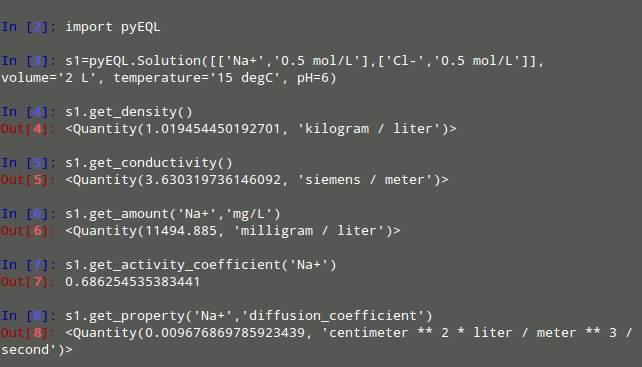 In [2]: import pyEQL
In [3]: s1=pyEQL.Solution([['Na+','0.5 mol/L'],['Cl-','0.5 mol/L']],
volume='2 L', temperature='15 degC', pH=6)
In [4]: s1.get_density()
Out[4]: <Quantity(1.019454450192701, 'kilogram / liter')>
In [5]: s1.get_conductivity()
Out[5]: <Quantity(3.630319736146092, 'siemens / meter')>
In [6]: s1.get_amount('Na+','mg/L')
Out[6]: <Quantity(11494.885, 'milligram / liter')>
In [7]: s1.get_activity_coefficient('Na+')
Out[7]: 0.686254535383441
In [8]: s1.get_property('Na+','diffusion_coefficient')
Out[8]: <Quantity(0.009676869785923439, 'centimeter ** 2 * liter / meter ** 3 /
second')>